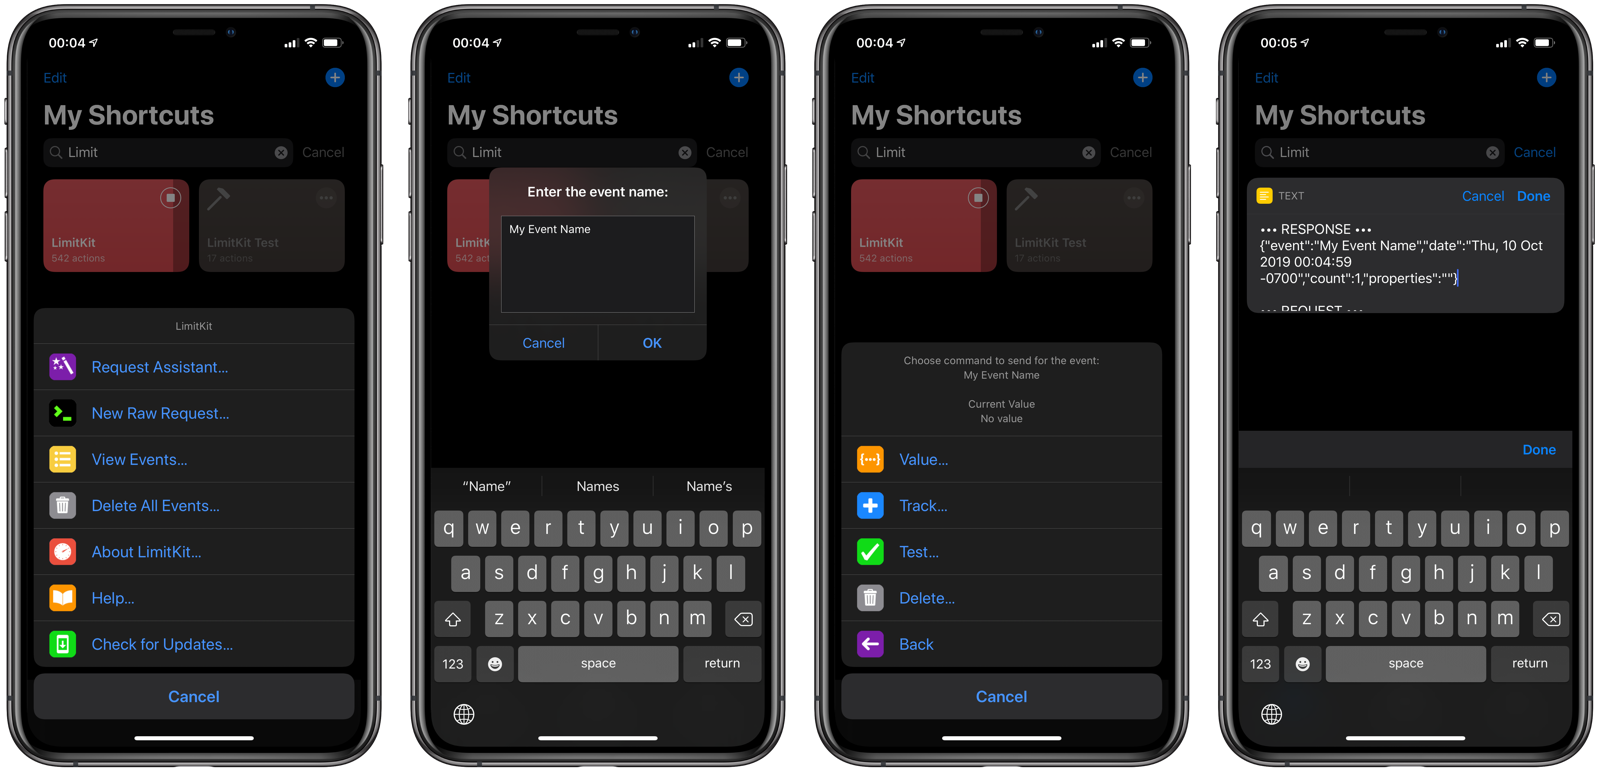 00:04
Edit
My Shortcuts
Limit
Cancel
LimitKit
542 actions
LimitKit Test
17 actions
LimitKit
Request Assistant...
New Raw Request...
View Events...
Delete All Events...
About LimitKit...
Help...
Check for Updates...
Cancel
00:04
Edit
My Shortcuts
Limit
Cancel
Enter the event name:
My Event Name
Cancel
OK
LimitK
542 act
“Name”
Names
Name’s
q w e r t y u i o p
a s d f g h j k l
z x c v b n m
123
space
return
00:04
Edit
My Shortcuts
Limit
Cancel
LimitKit
542 actions
LimitKit Test
17 actions
Choose command to send for the event:
My Event Name
Current Value
No value
{...} Value...
Track...
Test...
Delete...
Back
Cancel
00:05
Edit
My Shortcuts
Limit
Cancel
TEXT
Cancel
Done
••• RESPONSE •••
{"event":"My Event Name","date":"Thu, 10 Oct
2019 00:04:59
-0700","count":1,"properties":""}
••• REQUEST •••
Done
q w e r t y u i o p
a s d f g h j k l
z x c v b n m
123
space
return